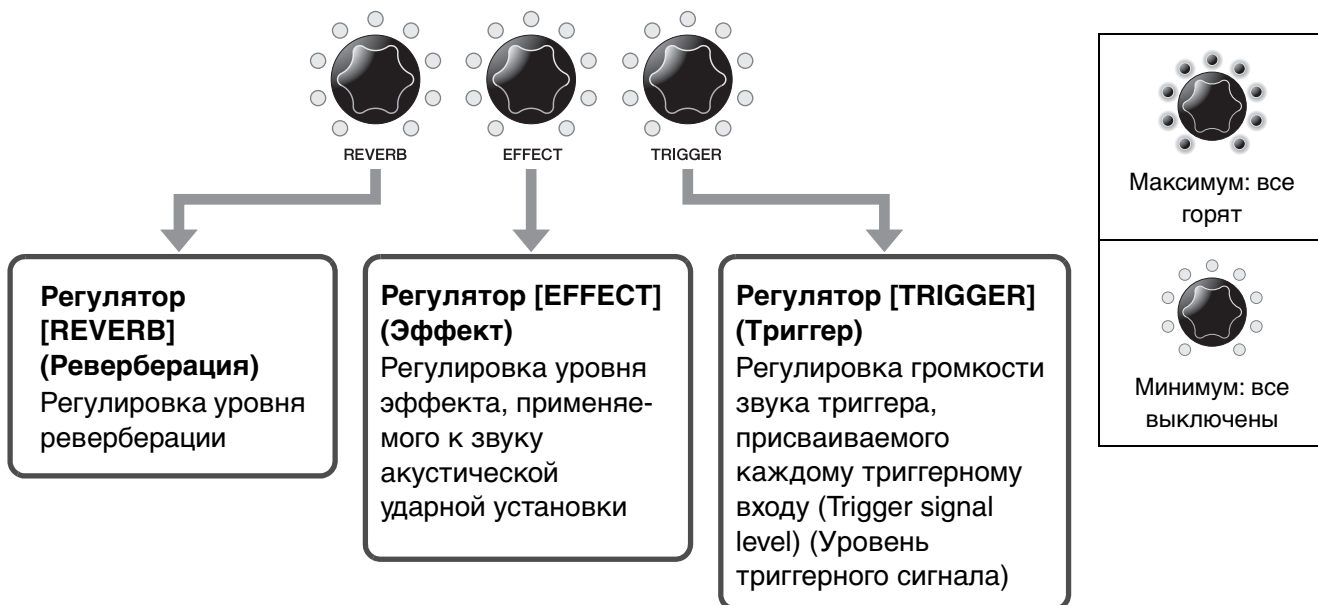 REVERB
EFFECT
TRIGGER
Регулятор
[REVERB]
(Реверберация)
Регулировка уровня
реверберации
Регулятор [EFFECT]
(Эффект)
Регулировка уровня
эффекта, применяе-
мого к звуку
акустической
ударной установки
Регулятор [TRIGGER]
(Триггер)
Регулировка громкости
звука триггера,
присваиваемого
каждому триггерному
входу (Trigger signal
level) (Уровень
триггерного сигнала)
Максимум: все
горят
Минимум: все
выключены